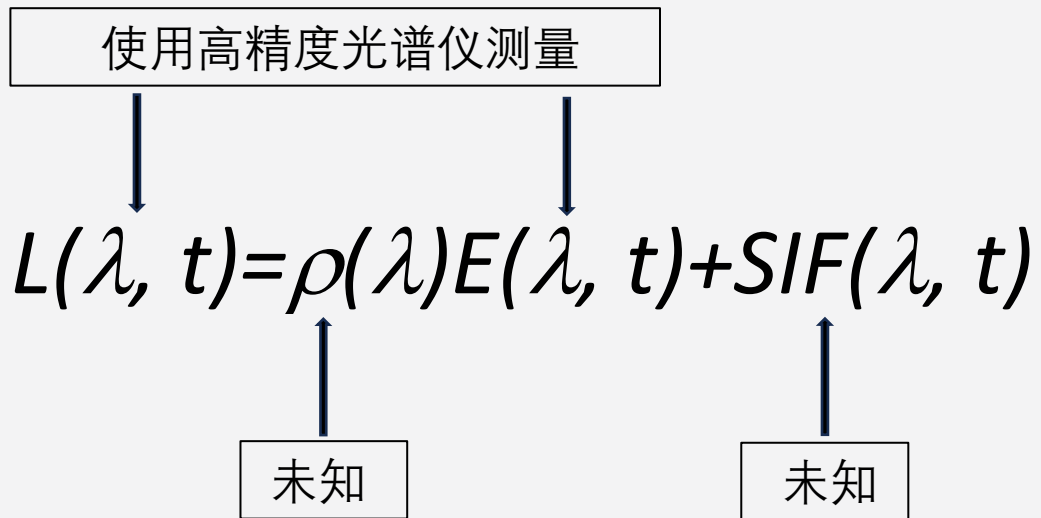 使用高精度光谱仪测量
L(λ, t)=ρ(λ)E(λ, t)+SIF(λ, t)
未知
未知